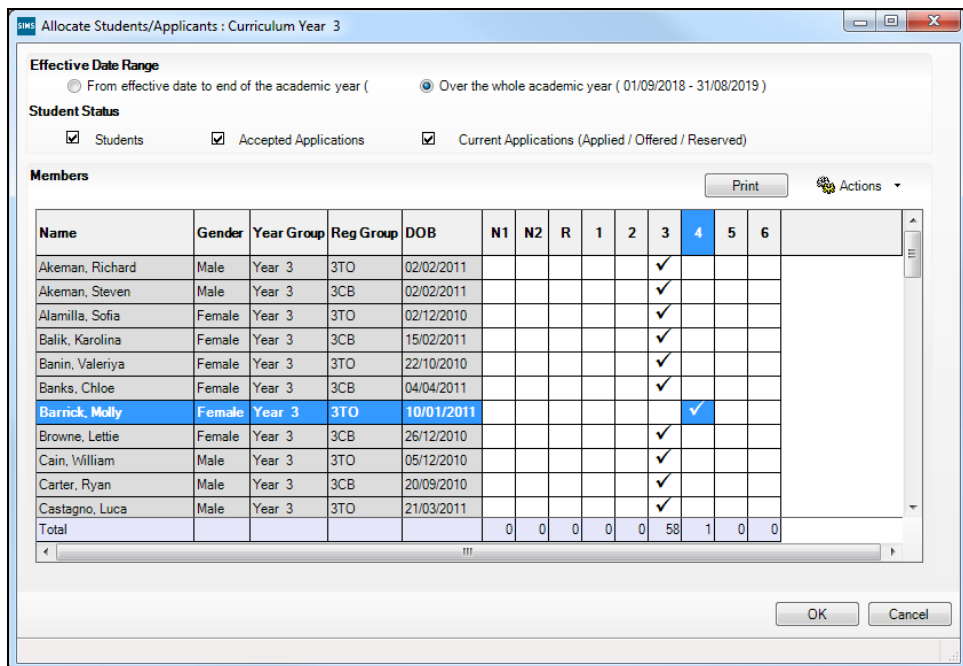 SIMS Allocate Students/Applicants : Curriculum Year 3
Effective Date Range
From effective date to end of the academic year ( Over the whole academic year ( 01/09/2018 - 31/08/2019 )
Student Status
Students Accepted Applications Current Applications (Applied / Offered / Reserved)
Members Print Actions
Name Gender Year Group Reg Group DOB N1 N2 R 1 2 3 4 5 6
Akeman, Richard Male Year 3 3TO 02/02/2011 ✓
Akeman, Steven Male Year 3 3CB 02/02/2011 ✓
Alamilla, Sofia Female Year 3 3TO 02/12/2010 ✓
Balik, Karolina Female Year 3 3CB 15/02/2011 ✓
Banin, Valeriya Female Year 3 3TO 22/10/2010 ✓
Banks, Chloe Female Year 3 3CB 04/04/2011 ✓
Barrick, Molly Female Year 3 3TO 10/01/2011 ✓
Browne, Lettie Female Year 3 3CB 26/12/2010 ✓
Cain, William Male Year 3 3TO 05/12/2010 ✓
Carter, Ryan Male Year 3 3CB 20/09/2010 ✓
Castagno, Luca Male Year 3 3TO 21/03/2011 ✓
Total 0 0 0 0 0 58 1 0 0
OK Cancel